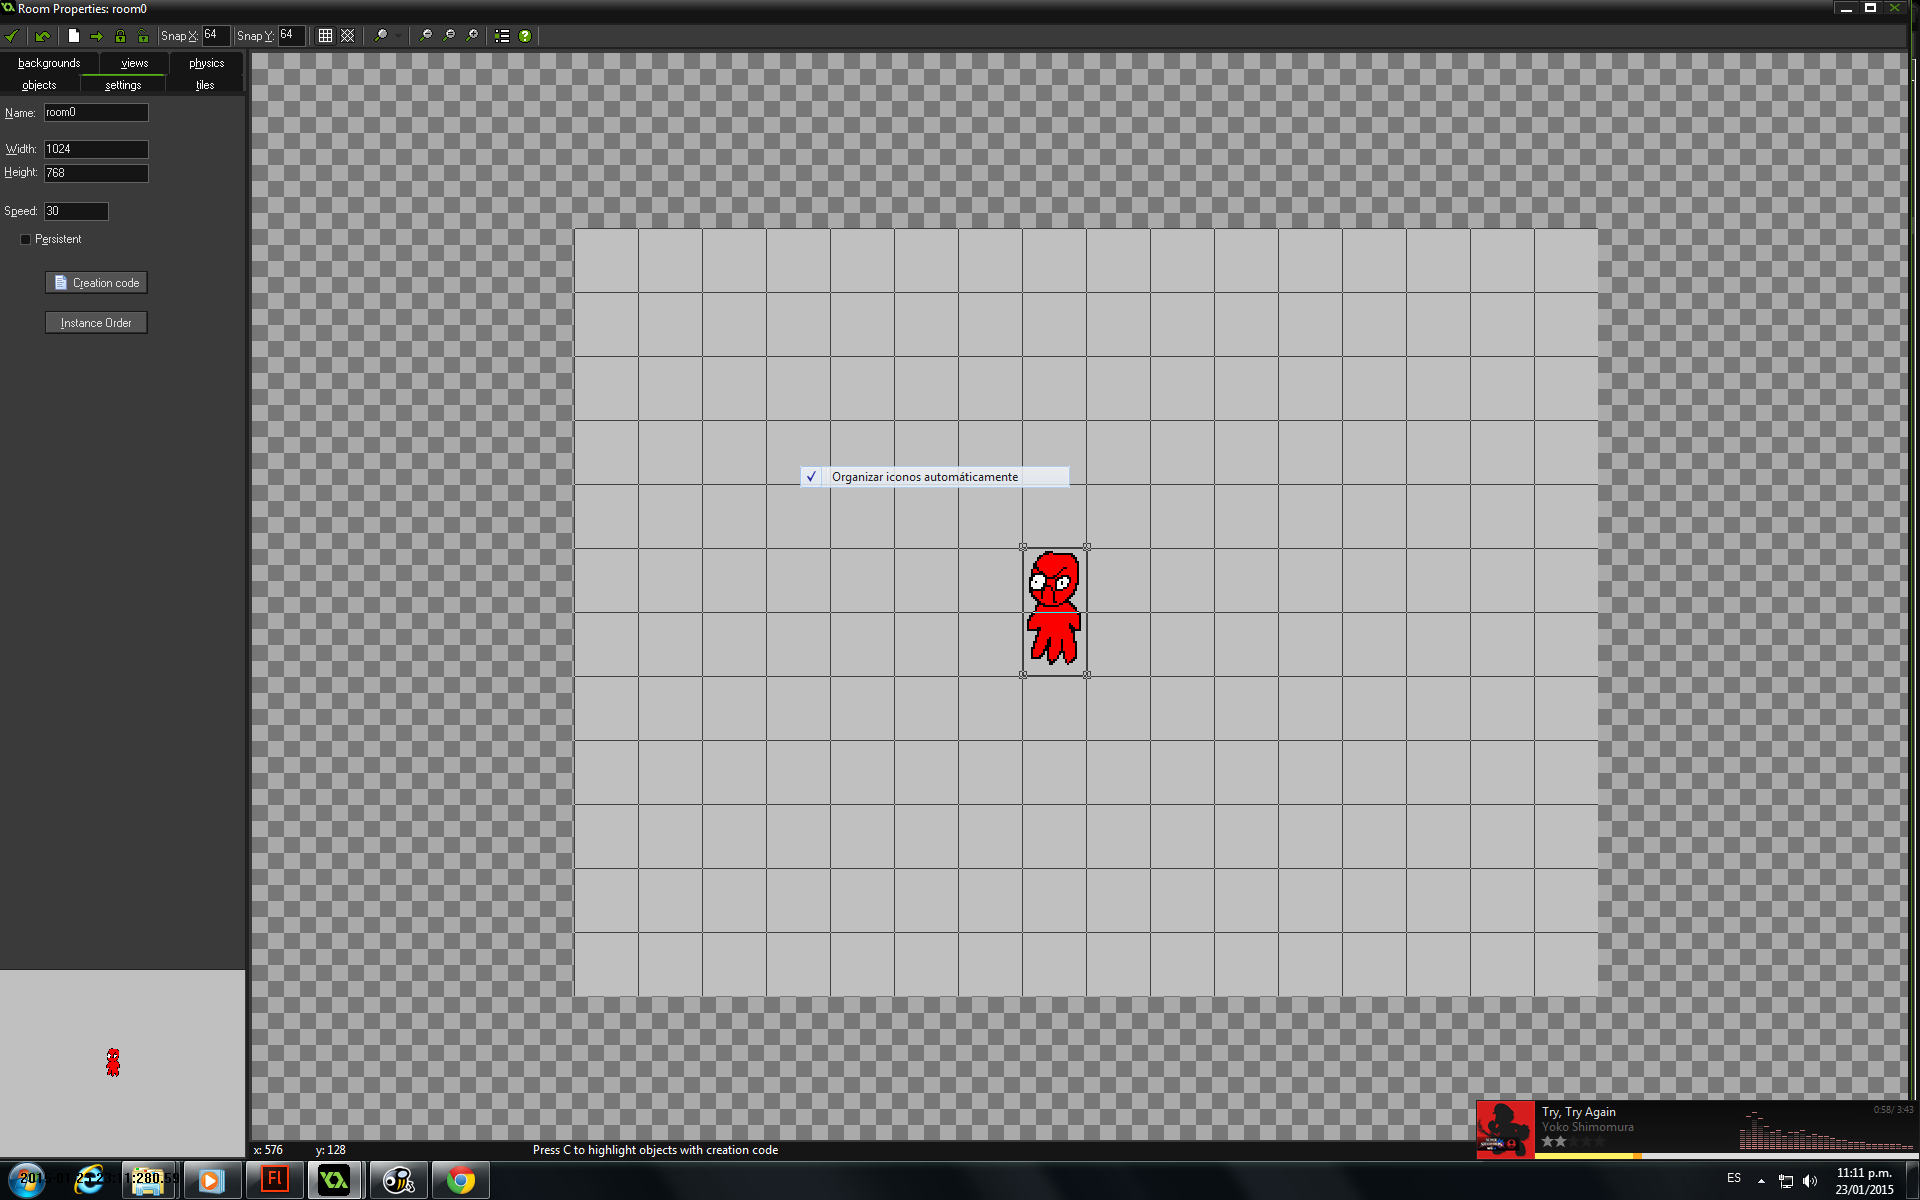 Room Properties: room0
Snap X: 64 Snap Y: 64
backgrounds views physics
objects settings tiles
Name: room0
Width: 1024
Height: 768
Speed: 30
Persistent
Creation code
Instance Order
✓ Organizar iconos automáticamente
Try, Try Again
0:58/ 3:43
Yoko Shimomura
x: 576 y: 128 Press C to highlight objects with creation code
Fl
ES
11:11 p.m.
23/01/2015